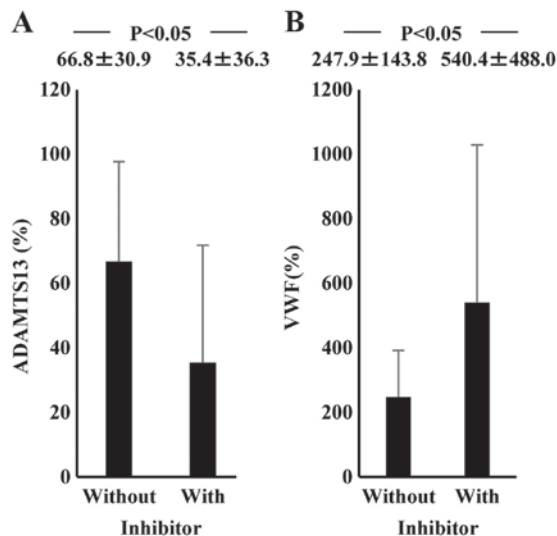 A
P<0.05
66.8±30.9 35.4±36.3
ADAMTS13 (%)
120
100
80
60
40
20
0
Without With
Inhibitor
B
P<0.05
247.9±143.8 540.4±488.0
VWF(%)
1200
1000
800
600
400
200
0
Without With
Inhibitor